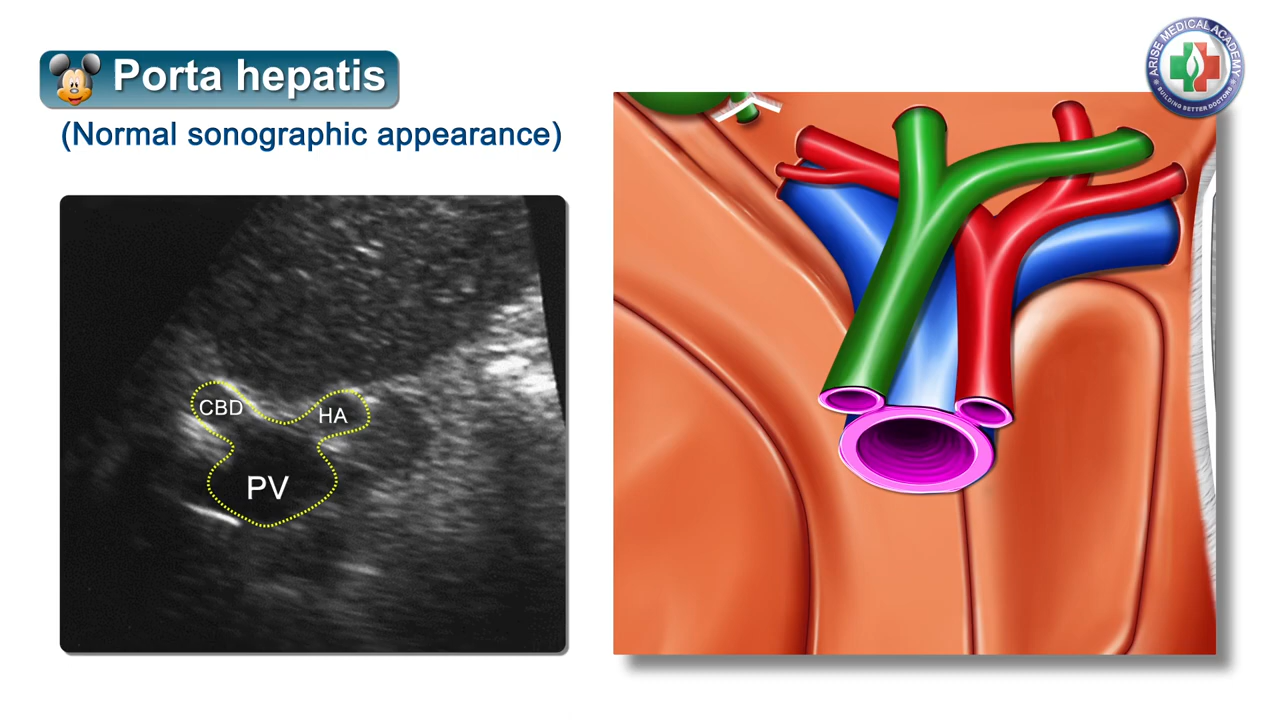 Porta hepatis
(Normal sonographic appearance)
ARISE MEDICAL ACADEMY
BUILDING BETTER DOCTORS
CBD
HA
PV